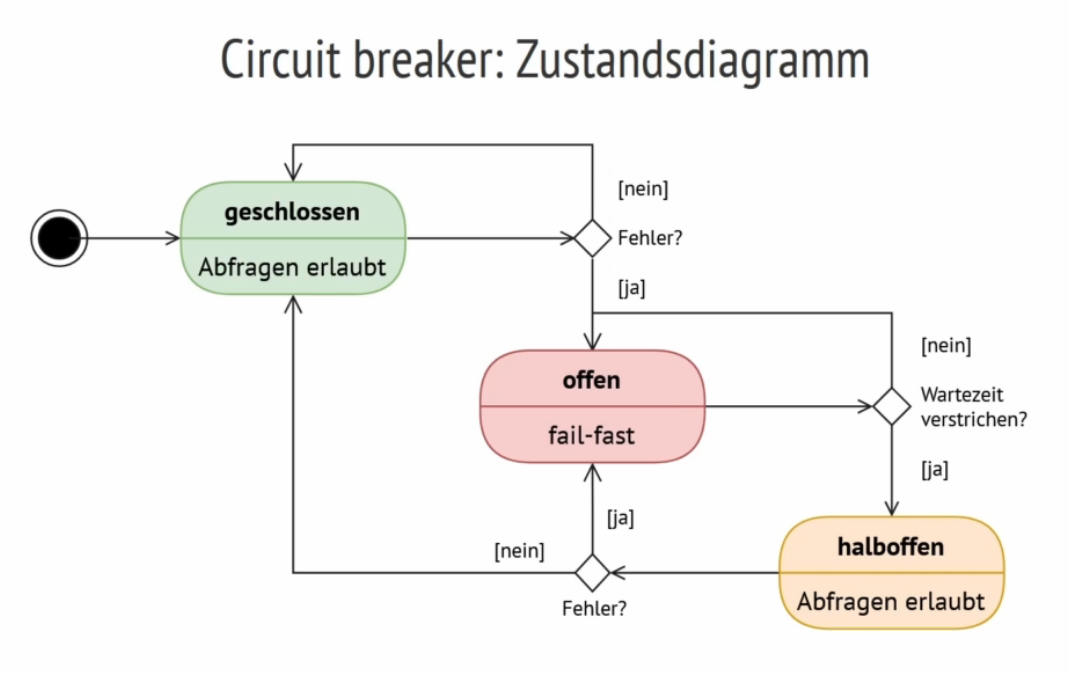 Circuit breaker: Zustandsdiagramm
[nein]
geschlossen
Fehler?
Abfragen erlaubt
[ja]
[nein]
offen
Wartezeit
verstrichen?
fail-fast
[ja]
[ja]
[nein]
halboffen
Abfragen erlaubt
Fehler?